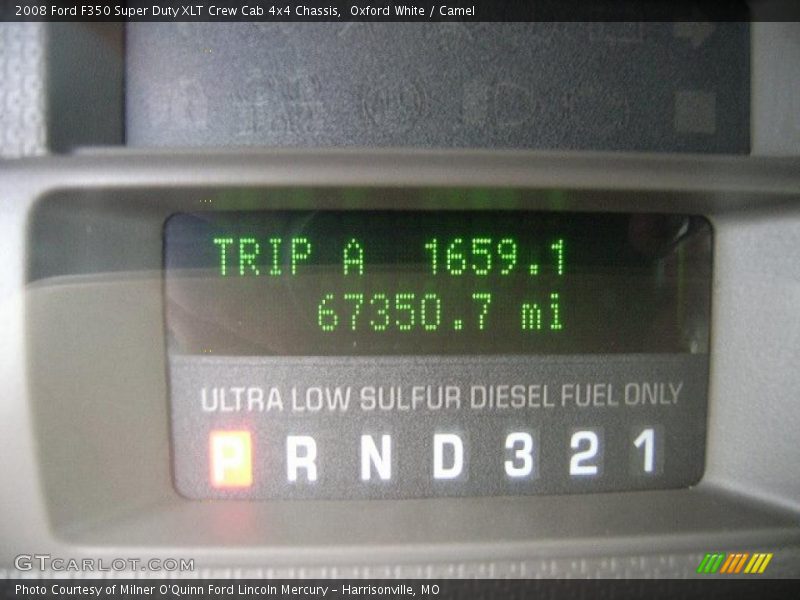 2008 Ford F350 Super Duty XLT Crew Cab 4x4 Chassis,  Oxford White / Camel
TRIP A 1659.1
67350.7 mi
ULTRA LOW SULFUR DIESEL FUEL ONLY
P R N D 3 2 1
GTCARLOT.COM
Photo Courtesy of Milner O'Quinn Ford Lincoln Mercury – Harrisonville, MO